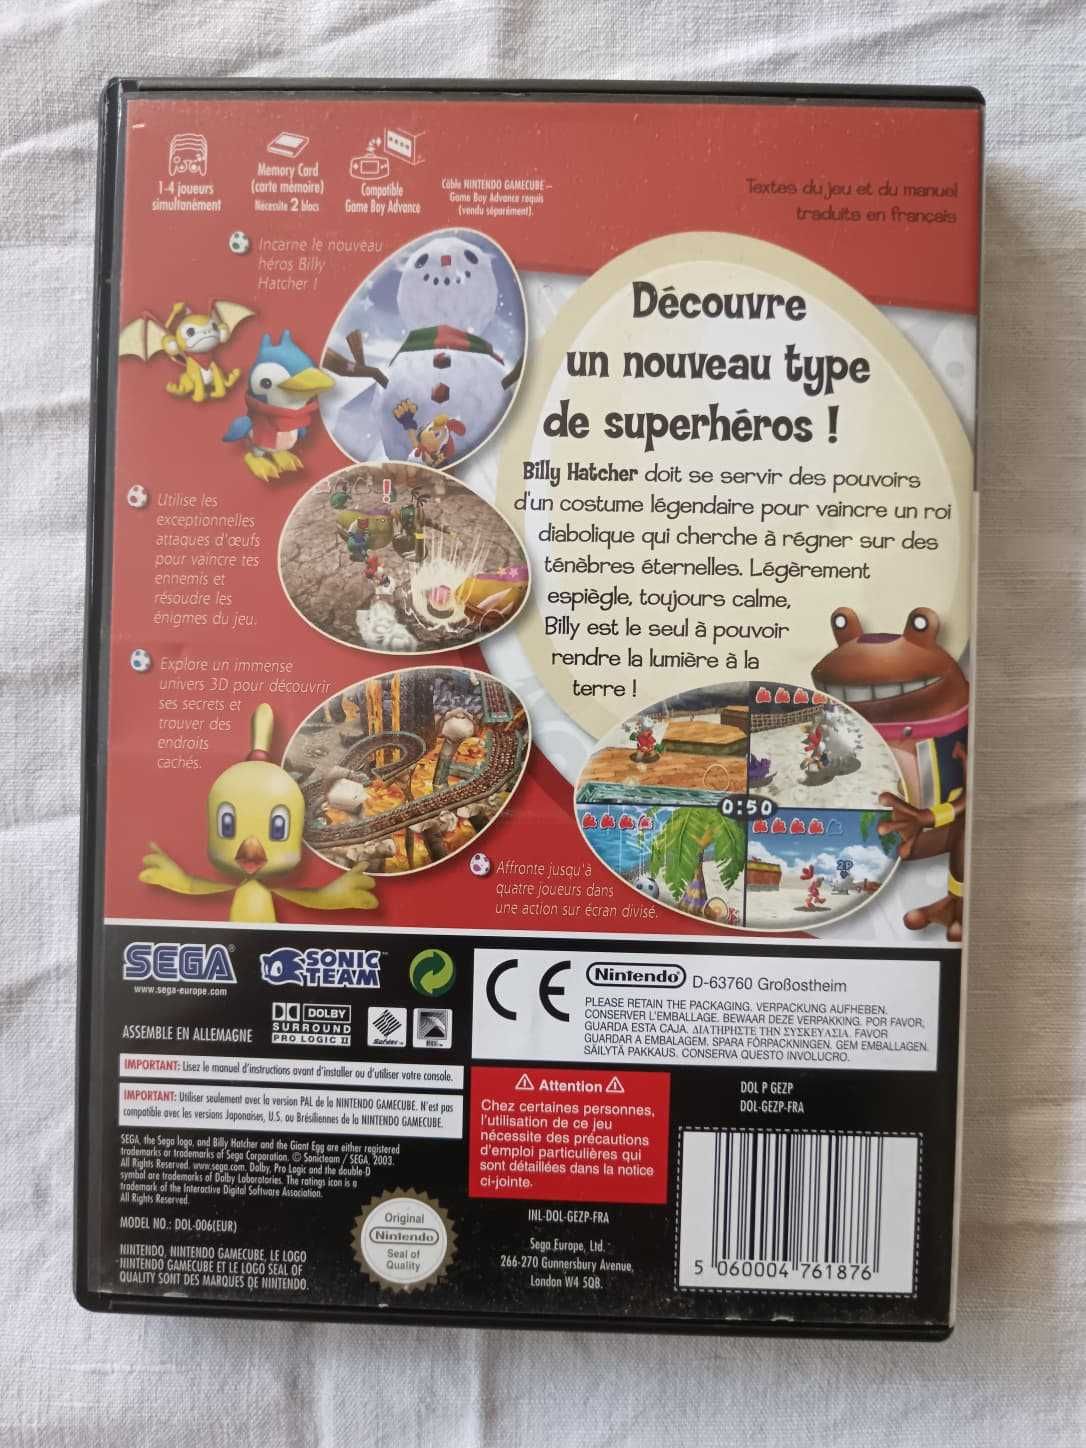 1-4 joueurs
simultanément
Memory Card
(carte mémoire)
Nécessite 2 blocs
Compatible
Game Boy Advance
Câble NINTENDO GAMECUBE –
Game Boy Advance requis
(vendu séparément).
Textes du jeu et du manuel
traduits en français
Incarne le nouveau
héros Billy
Hatcher !
Découvre
un nouveau type
de superhéros !
Billy Hatcher doit se servir des pouvoirs
d'un costume légendaire pour vaincre un roi
diabolique qui cherche à régner sur des
ténèbres éternelles. Légèrement
espiègle, toujours calme,
Billy est le seul à pouvoir
rendre la lumière à la
terre !
Utilise les
exceptionnelles
attaques d'œufs
pour vaincre tes
ennemis et
résoudre les
énigmes du jeu.
Explore un immense
univers 3D pour découvrir
ses secrets et
trouver des
endroits
cachés.
0:50
2P
Affronte jusqu'à
quatre joueurs dans
une action sur écran divisé.
SEGA®
www.sega-europe.com
SONIC
TEAM™
ASSEMBLE EN ALLEMAGNE
DOLBY
SURROUND
PRO LOGIC II
CE
Nintendo® D-63760 Großostheim
PLEASE RETAIN THE PACKAGING. VERPACKUNG AUFHEBEN.
CONSERVER L'EMBALLAGE. BEWAAR DEZE VERPAKKING. POR FAVOR,
GUARDA ESTA CAJA. ΔΙΑΤΗΡΗΣΤΕ ΤΗΝ ΣΥΣΚΕΥΑΣΙΑ. FAVOR
GUARDAR A EMBALAGEM. SPARA FÖRPACKNINGEN. GEM EMBALLAGEN.
SÄILYTÄ PAKKAUS. CONSERVA QUESTO INVOLUCRO.
IMPORTANT: Lisez le manuel d'instructions avant d'installer ou d'utiliser votre console.
IMPORTANT: Utiliser seulement avec la version PAL de la NINTENDO GAMECUBE. N'est pas
compatible avec les versions Japonaises, U.S. ou Brésiliennes de la NINTENDO GAMECUBE.
SEGA, the Sega logo, and Billy Hatcher and the Giant Egg are either registered
trademarks or trademarks of Sega Corporation. © Sonicteam / SEGA, 2003.
All Rights Reserved. www.sega.com. Dolby, Pro Logic and the double-D
symbol are trademarks of Dolby Laboratories. The ratings icon is a
trademark of the Interactive Digital Software Association.
All Rights Reserved.
MODEL NO.: DOL-006(EUR)
NINTENDO, NINTENDO GAMECUBE, LE LOGO
NINTENDO GAMECUBE ET LE LOGO SEAL OF
QUALITY SONT DES MARQUES DE NINTENDO.
Original
Nintendo
Seal of
Quality
Attention
Chez certaines personnes,
l'utilisation de ce jeu
nécessite des précautions
d'emploi particulières qui
sont détaillées dans la notice
ci-jointe.
INL-DOL-GEZP-FRA
Sega Europe, Ltd.
266-270 Gunnersbury Avenue,
London W4 5QB.
DOL P GEZP
DOL-GEZP-FRA
5 060004 761876